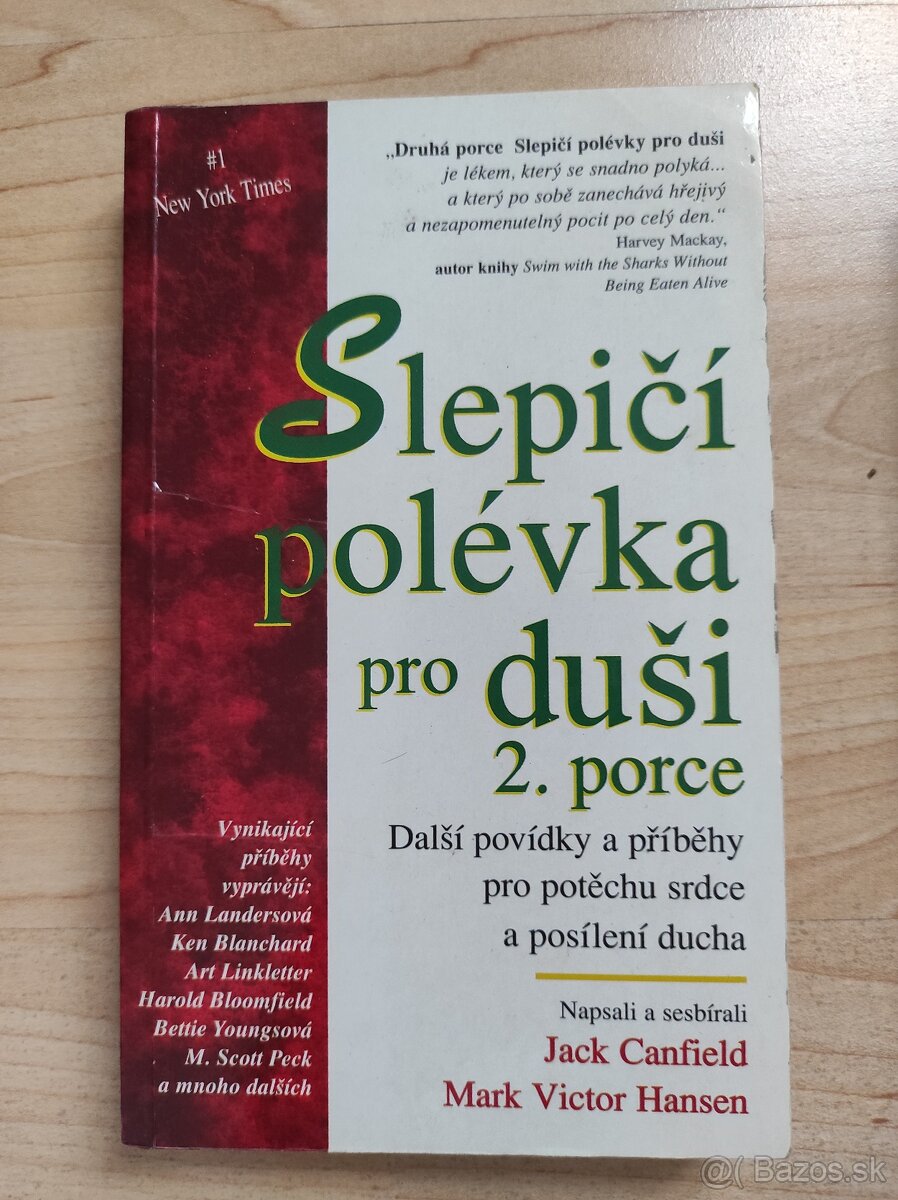 #1
New York Times
„Druhá porce Slepičí polévky pro duši
je lékem, který se snadno polyká...
a který po sobě zanechává hřejivý
a nezapomenutelný pocit po celý den.“
Harvey Mackay,
autor knihy Swim with the Sharks Without
Being Eaten Alive
Slepičí
polévka
pro duši
2. porce
Další povídky a příběhy
pro potěchu srdce
a posílení ducha
Napsali a sesbírali
Jack Canfield
Mark Victor Hansen
Vynikající
příběhy
vyprávějí:
Ann Landersová
Ken Blanchard
Art Linkletter
Harold Bloomfield
Bettie Youngsová
M. Scott Peck
a mnoho dalších
@( Bazos.sk